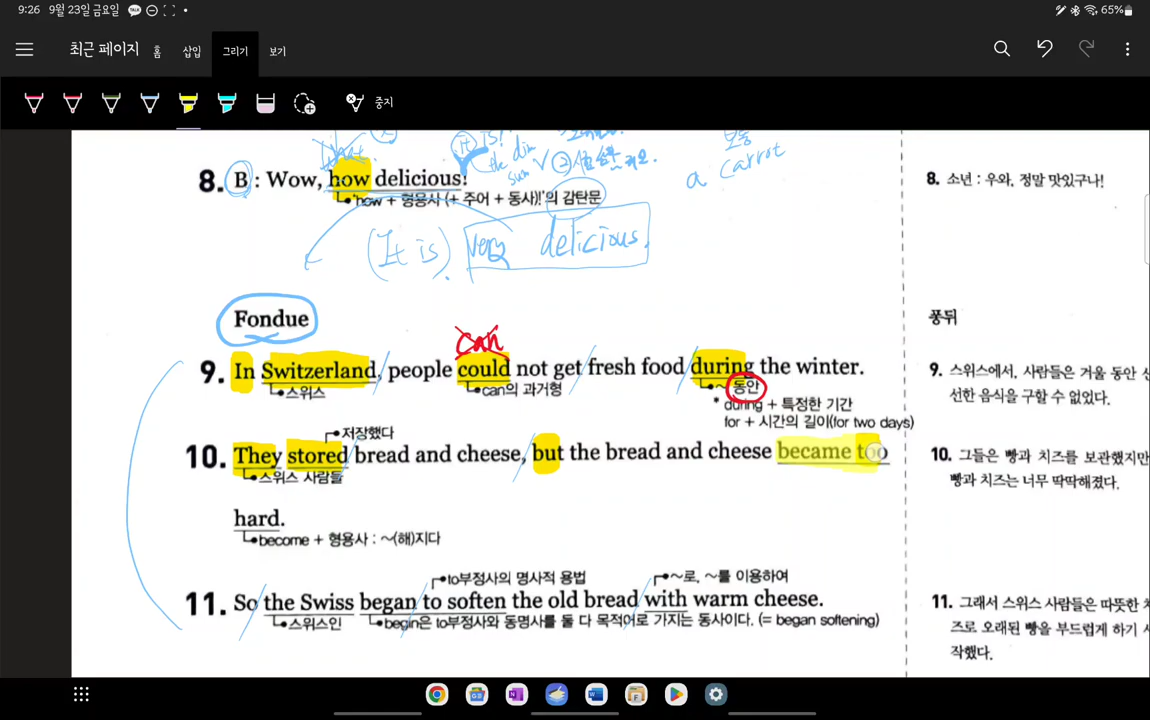 9:26 9월 23일 금요일 TALK
65%
최근 페이지 홈 삽입 그리기 보기
중지
a carrot
8. B : Wow, how delicious!
'how + 형용사 (+ 주어 + 동사)!'의 감탄문
8. 소년 : 우와, 정말 맛있구나!
(It is) very delicious.
Fondue
퐁뒤
can
9. In Switzerland, people could not get fresh food during the winter.
스위스
can의 과거형
~ 동안
* during + 특정한 기간
for + 시간의 길이(for two days)
9. 스위스에서, 사람들은 겨울 동안 신
선한 음식을 구할 수 없었다.
저장했다
10. They stored bread and cheese, but the bread and cheese became too
스위스 사람들
hard.
become + 형용사 : ~(해)지다
10. 그들은 빵과 치즈를 보관했지만
빵과 치즈는 너무 딱딱해졌다.
to부정사의 명사적 용법
~로, ~를 이용하여
11. So the Swiss began to soften the old bread with warm cheese.
스위스인
begin은 to부정사와 동명사를 둘 다 목적어로 가지는 동사이다. (= began softening)
11. 그래서 스위스 사람들은 따뜻한 치
즈로 오래된 빵을 부드럽게 하기 시
작했다.